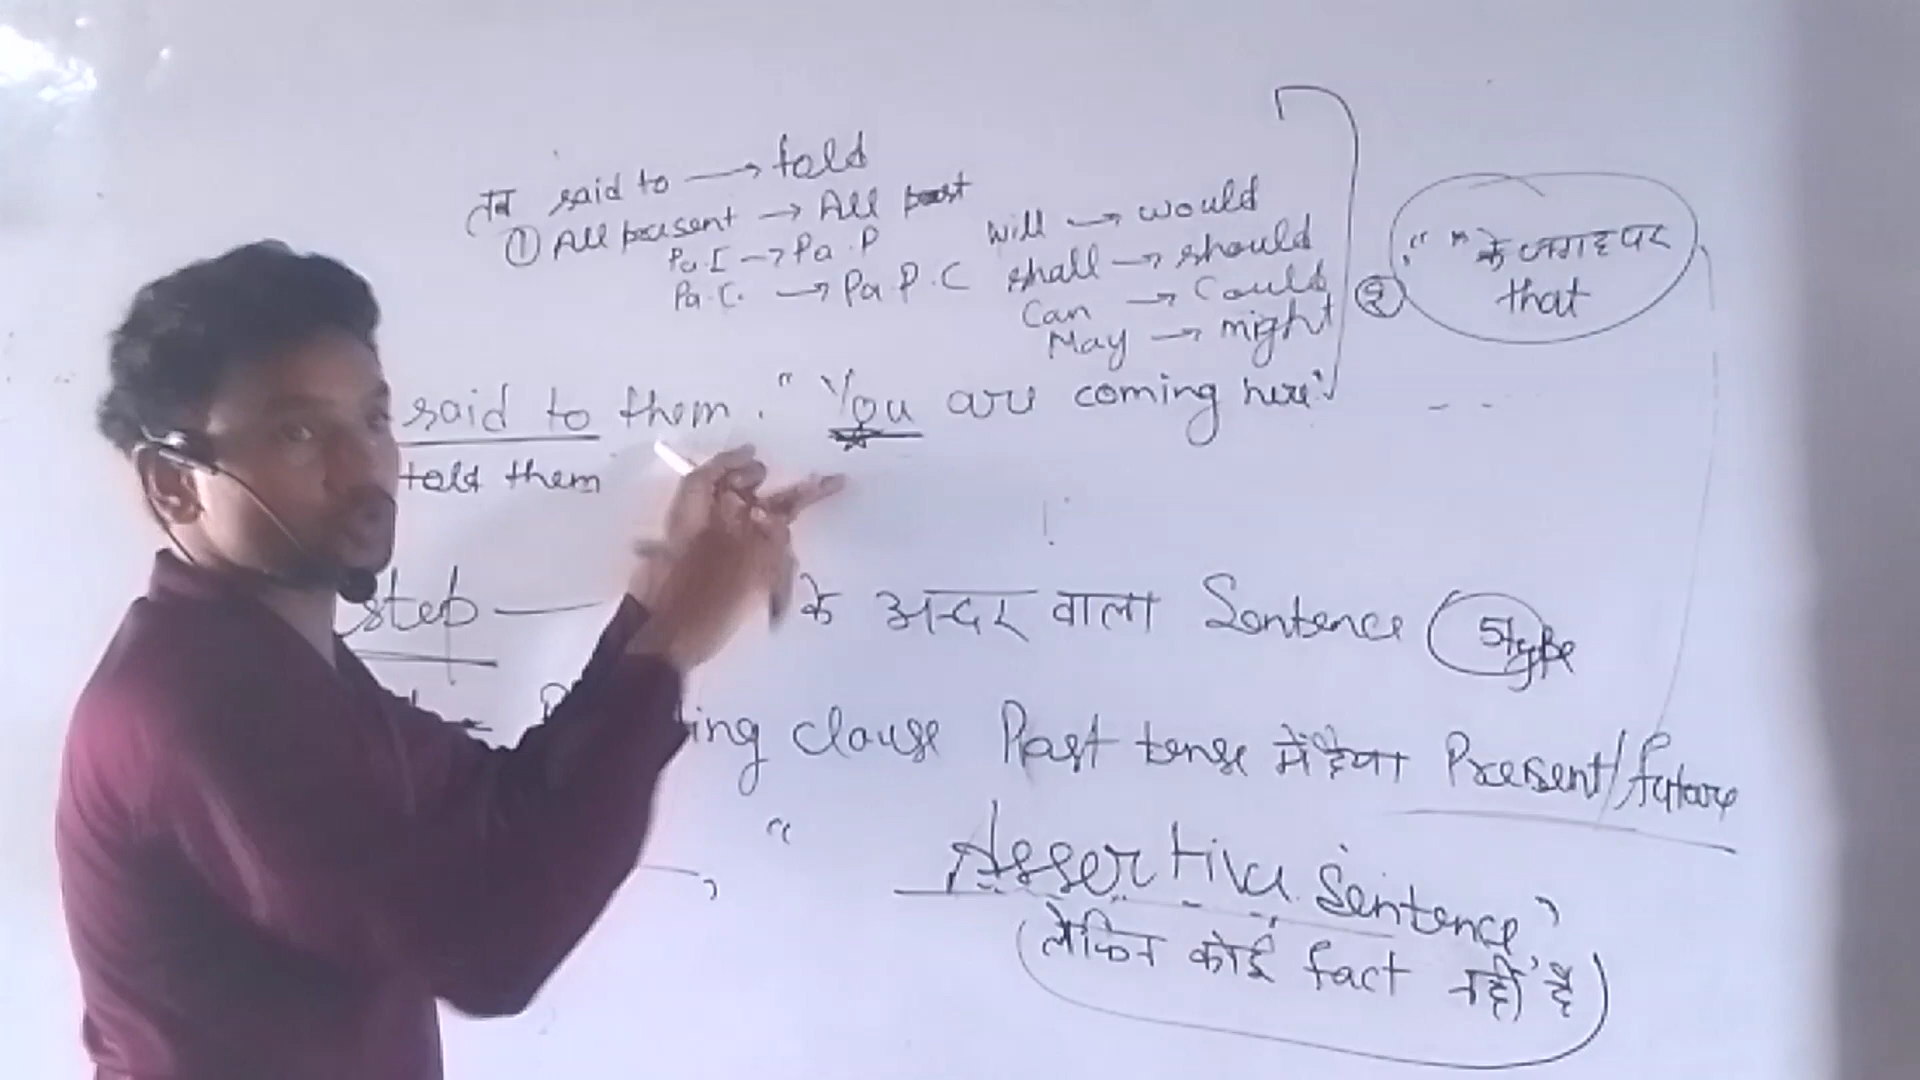 तब said to → told
① All present → All past
Pa.I → Pa.P
Pa.C. → Pa.P.C
will → would
shall → should
Can → Could
May → might
② “ ” के जगह पर
that
said to them. “You are coming here”
told them
step — के अन्दर वाला Sentence 5 type
ing clause Past tense में हो या Present/future
“ Assertive Sentence”
(लेकिन कोई fact नहीं है)